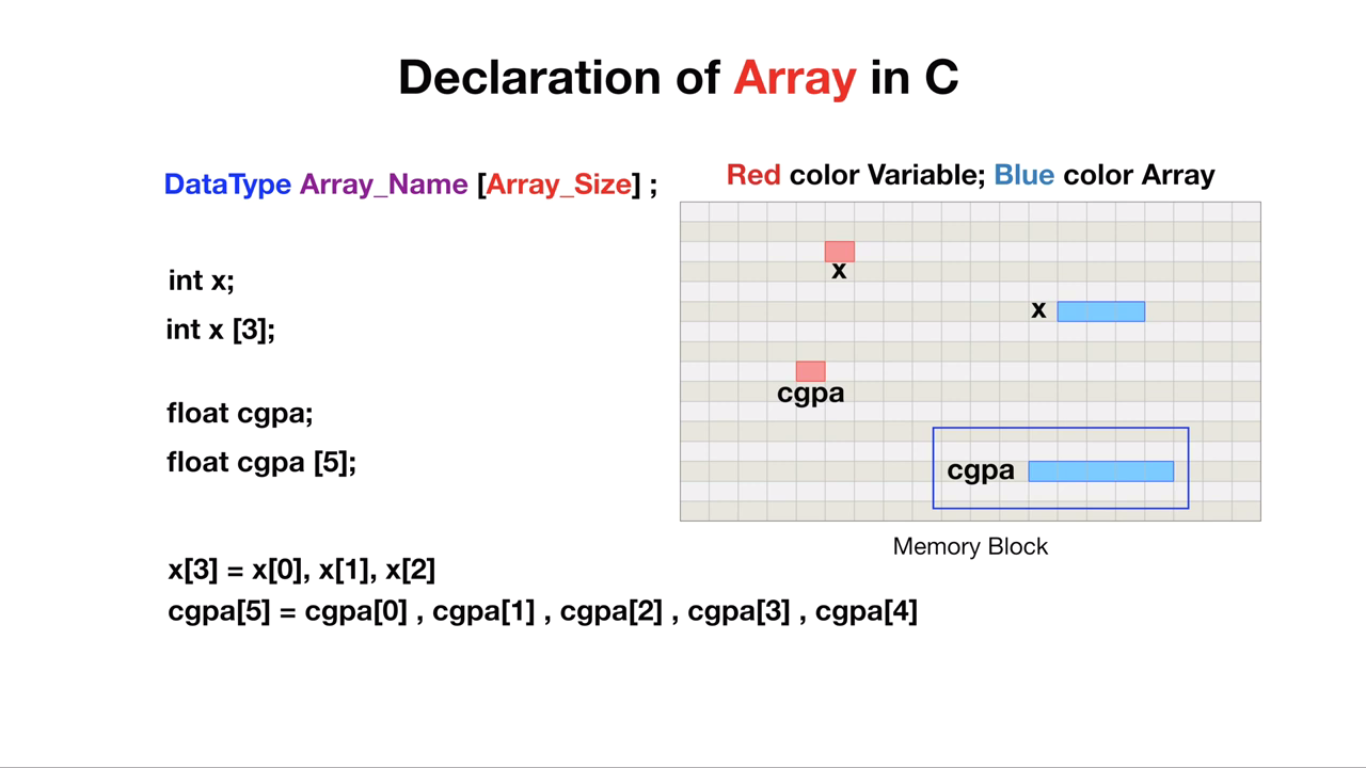 Declaration of Array in C
DataType Array_Name [Array_Size] ;
int x;
int x [3];
float cgpa;
float cgpa [5];
x[3] = x[0], x[1], x[2]
cgpa[5] = cgpa[0] , cgpa[1] , cgpa[2] , cgpa[3] , cgpa[4]
Red color Variable; Blue color Array
x
x
cgpa
cgpa
Memory Block